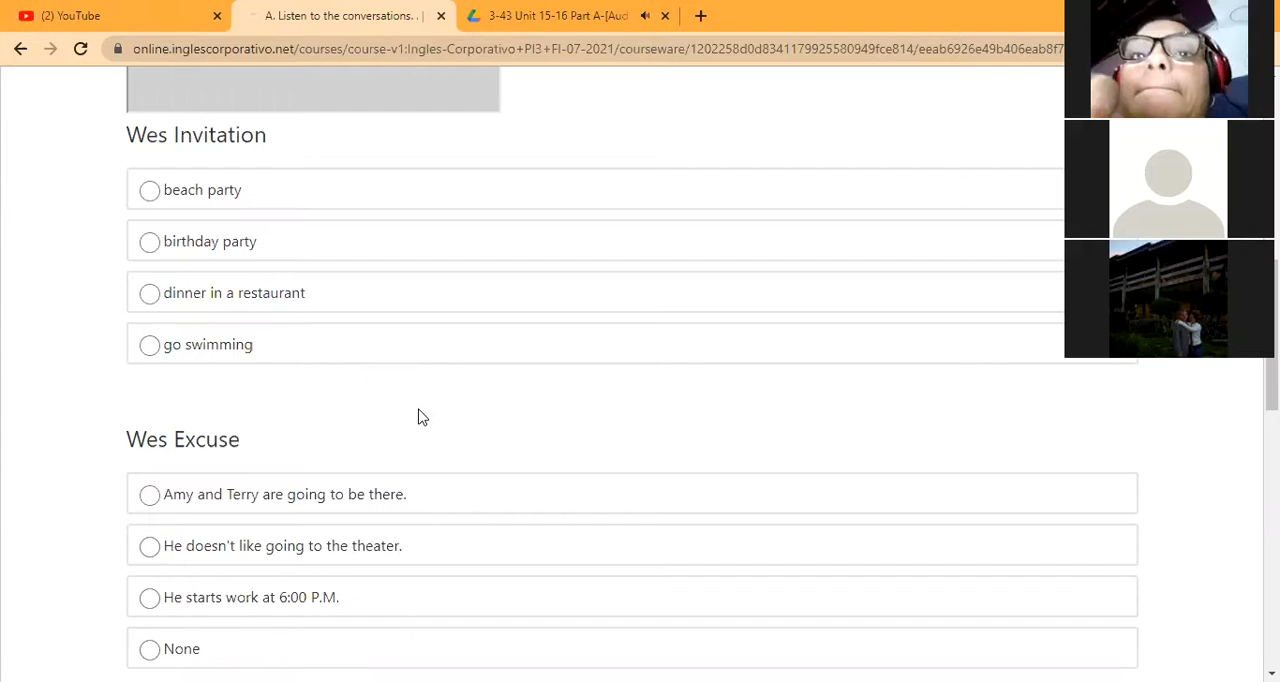 (2) YouTube
A. Listen to the conversations. . |
3-43 Unit 15-16 Part A-[Aud
online.inglescorporativo.net/courses/course-v1:Ingles-Corporativo+PI3+FI-07-2021/courseware/1202258d0d8341179925580949fce814/eeab6926e49b406eab8f7
Wes Invitation
beach party
birthday party
dinner in a restaurant
go swimming
Wes Excuse
Amy and Terry are going to be there.
He doesn't like going to the theater.
He starts work at 6:00 P.M.
None